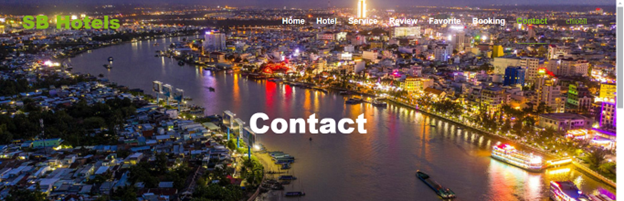 SB Hotels
Home Hotel Service Review Favorite Booking Contact
Contact